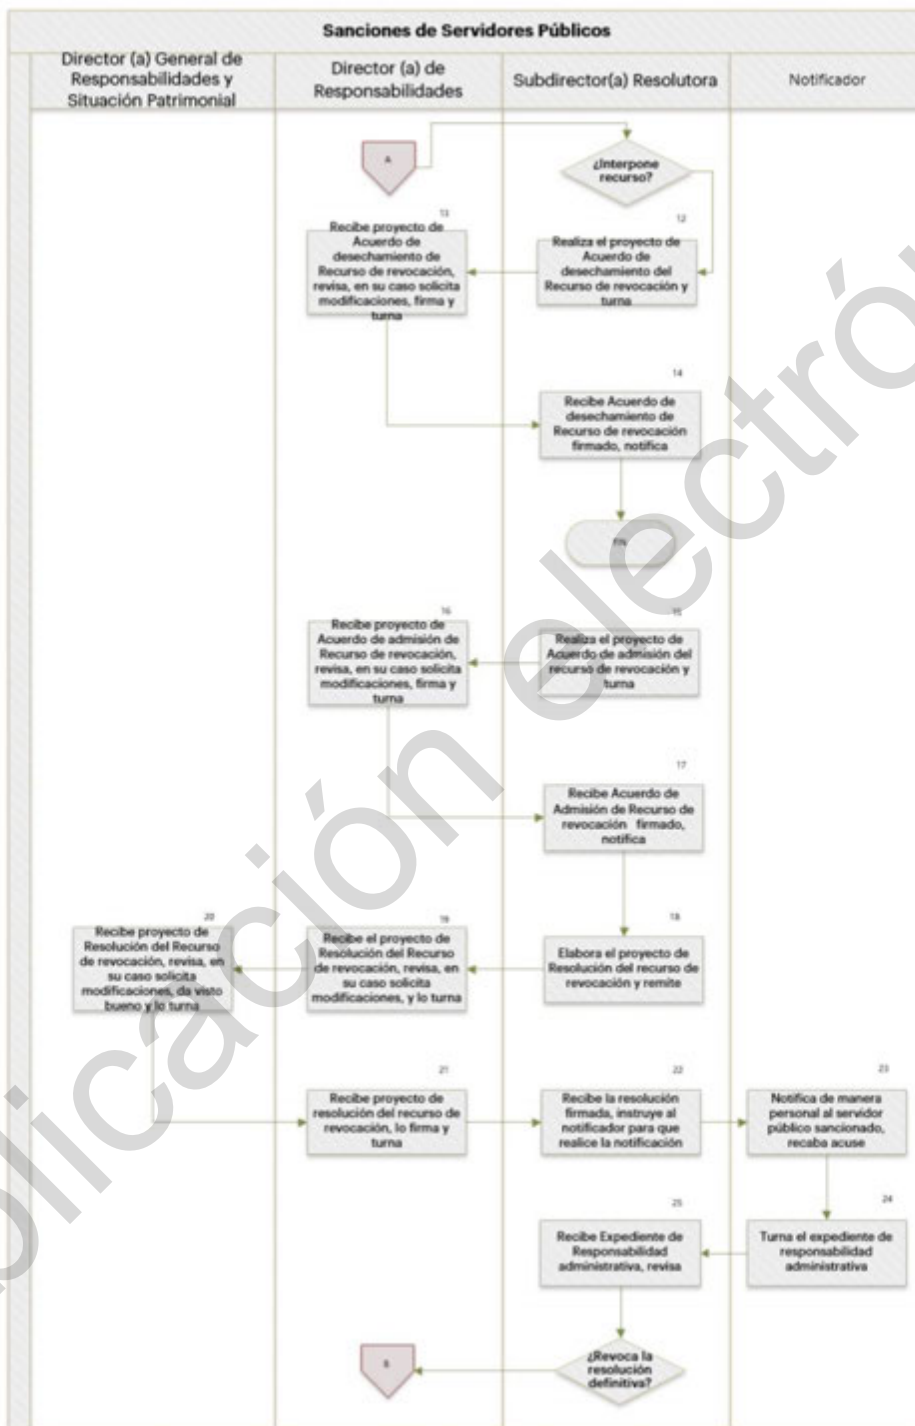 Sanciones de Servidores Públicos
Director (a) General de
Responsabilidades y
Situación Patrimonial
Director (a) de
Responsabilidades
Subdirector(a) Resolutora
Notificador
A
¿Interpone
recurso?
13
Recibe proyecto de
Acuerdo de
desechamiento de
Recurso de revocación,
revisa, en su caso solicita
modificaciones, firma y
turna
12
Realiza el proyecto de
Acuerdo de
desechamiento del
Recurso de revocación y
turna
14
Recibe Acuerdo de
desechamiento de
Recurso de revocación
firmado, notifica
FIN
16
Recibe proyecto de
Acuerdo de admisión de
Recurso de revocación,
revisa, en su caso solicita
modificaciones, firma y
turna
15
Realiza el proyecto de
Acuerdo de admisión del
recurso de revocación y
turna
17
Recibe Acuerdo de
Admisión de Recurso de
revocación firmado,
notifica
20
Recibe proyecto de
Resolución del Recurso
de revocación, revisa, en
su caso solicita
modificaciones, da visto
bueno y lo turna
19
Recibe el proyecto de
Resolución del Recurso
de revocación, revisa, en
su caso solicita
modificaciones, y lo turna
18
Elabora el proyecto de
Resolución del recurso de
revocación y remite
21
Recibe proyecto de
resolución del recurso de
revocación, lo firma y
turna
22
Recibe la resolución
firmada, instruye al
notificador para que
realice la notificación
23
Notifica de manera
personal al servidor
público sancionado,
recaba acuse
25
Recibe Expediente de
Responsabilidad
administrativa, revisa
24
Turna el expediente de
responsabilidad
administrativa
¿Revoca la
resolución
definitiva?
plicación electró